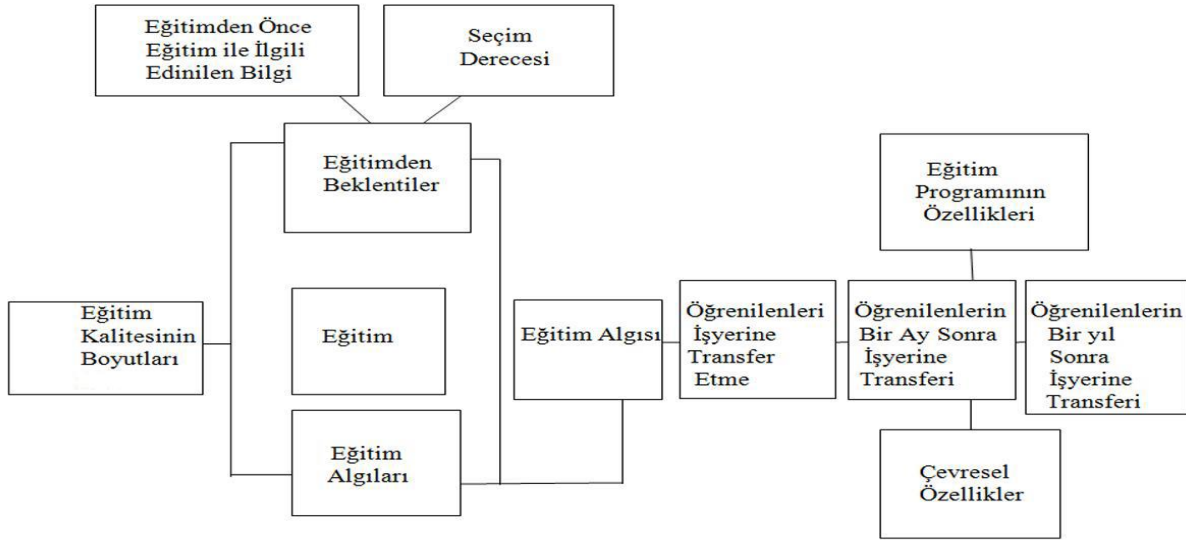 Eğitimden Önce
Eğitim ile İlgili
Edinilen Bilgi
Seçim
Derecesi
Eğitimden
Beklentiler
Eğitim
Programının
Özellikleri
Eğitim
Kalitesinin
Boyutları
Eğitim
Eğitim Algısı
Öğrenilenleri
İşyerine
Transfer
Etme
Öğrenilenlerin
Bir Ay Sonra
İşyerine
Transferi
Öğrenilenlerin
Bir yıl
Sonra
İşyerine
Transferi
Eğitim
Algıları
Çevresel
Özellikler